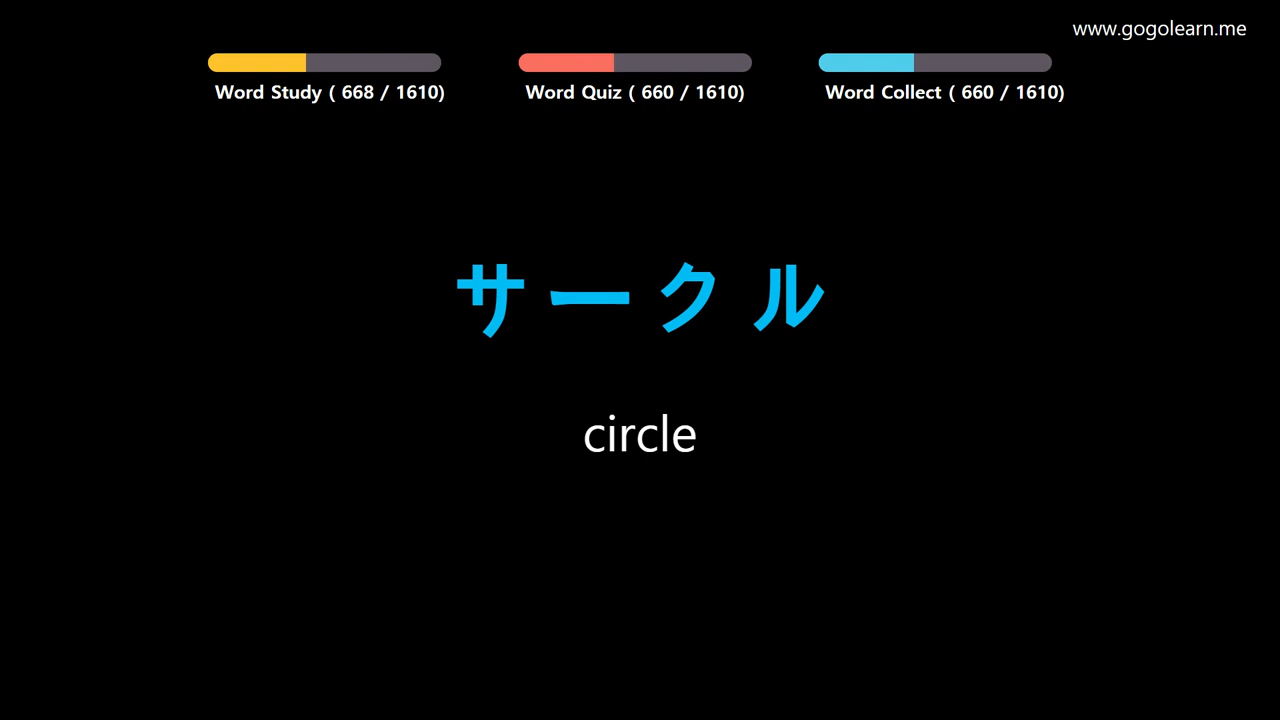 www.gogolearn.me
Word Study ( 668 / 1610)
Word Quiz ( 660 / 1610)
Word Collect ( 660 / 1610)
サークル
circle